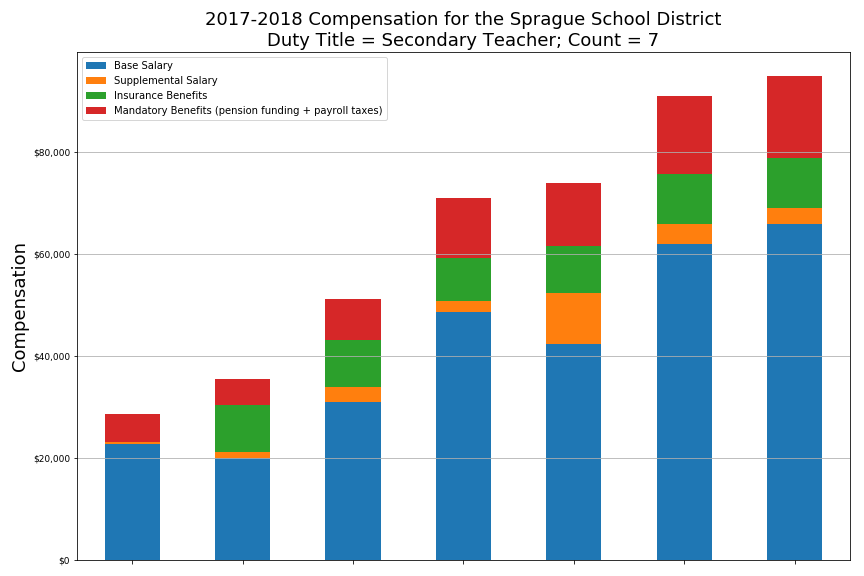 2017-2018 Compensation for the Sprague School District
Duty Title = Secondary Teacher; Count = 7
Base Salary
Supplemental Salary
Insurance Benefits
Mandatory Benefits (pension funding + payroll taxes)
$80,000
$60,000
$40,000
$20,000
$0
Compensation